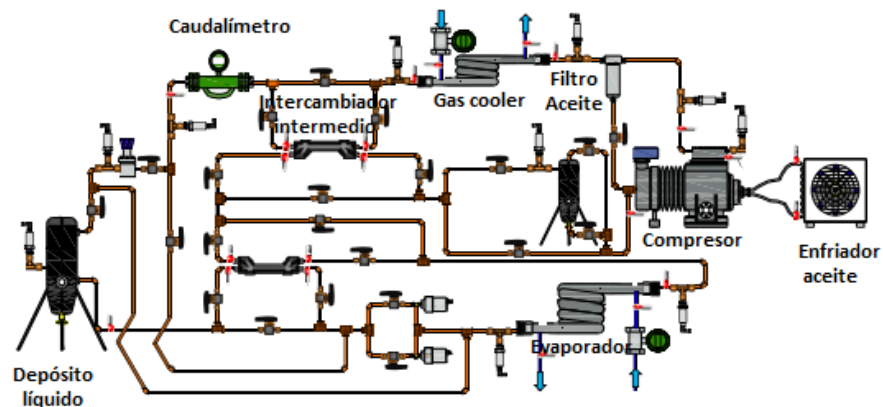 Caudalímetro
Intercambiador
intermedio
Gas cooler
Filtro
Aceite
Compresor
Enfriador
aceite
Evaporador
Depósito
líquido